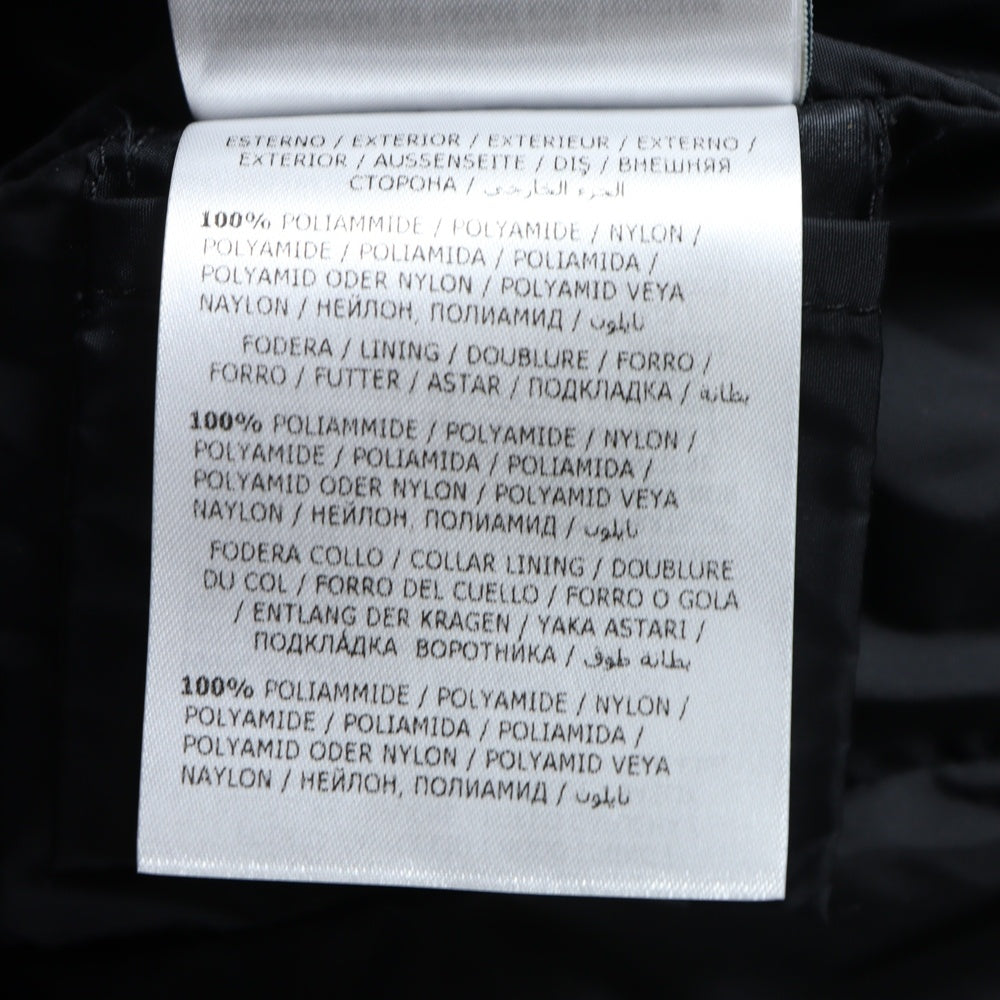 ESTERNO / EXTERIOR / EXTERIEUR / EXTERNO /
EXTERIOR / AUSSENSEITE / DIŞ / ВНЕШНЯЯ
СТОРОНА / الجزء الخارجي
100% POLIAMMIDE / POLYAMIDE / NYLON /
POLYAMIDE / POLIAMIDA / POLIAMIDA /
POLYAMID ODER NYLON / POLYAMID VEYA
NAYLON / НЕЙЛОН, ПОЛИАМИД / نايلون
FODERA / LINING / DOUBLURE / FORRO /
FORRO / FUTTER / ASTAR / ПОДКЛАДКА / بطانة
100% POLIAMMIDE / POLYAMIDE / NYLON /
POLYAMIDE / POLIAMIDA / POLIAMIDA /
POLYAMID ODER NYLON / POLYAMID VEYA
NAYLON / НЕЙЛОН, ПОЛИАМИД / نايلون
FODERA COLLO / COLLAR LINING / DOUBLURE
DU COL / FORRO DEL CUELLO / FORRO O GOLA
/ ENTLANG DER KRAGEN / YAKA ASTARI /
ПОДКЛА́ДКА ВОРОТНИКА / بطانة طوق
100% POLIAMMIDE / POLYAMIDE / NYLON /
POLYAMIDE / POLIAMIDA / POLIAMIDA /
POLYAMID ODER NYLON / POLYAMID VEYA
NAYLON / НЕЙЛОН, ПОЛИАМИД / نايلون